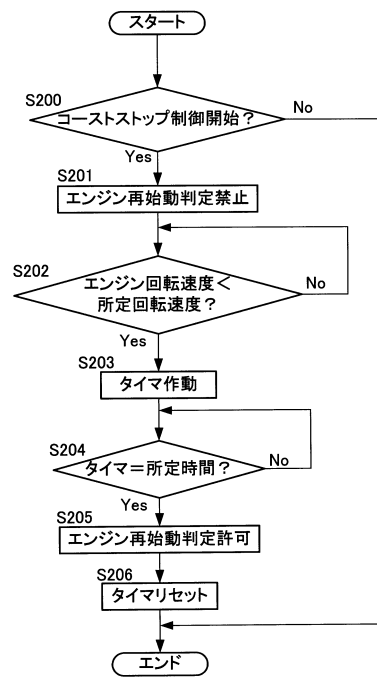 スタート
S200
コーストストップ制御開始？
No
Yes
S201
エンジン再始動判定禁止
S202
エンジン回転速度＜
所定回転速度？
No
Yes
S203
タイマ作動
S204
タイマ＝所定時間？
No
Yes
S205
エンジン再始動判定許可
S206
タイマリセット
エンド